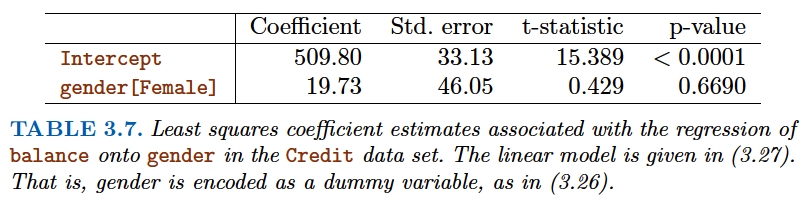 Coefficient Std. error t-statistic p-value
Intercept 509.80 33.13 15.389 < 0.0001
gender[Female] 19.73 46.05 0.429 0.6690
TABLE 3.7. Least squares coefficient estimates associated with the regression of
balance onto gender in the Credit data set. The linear model is given in (3.27).
That is, gender is encoded as a dummy variable, as in (3.26).